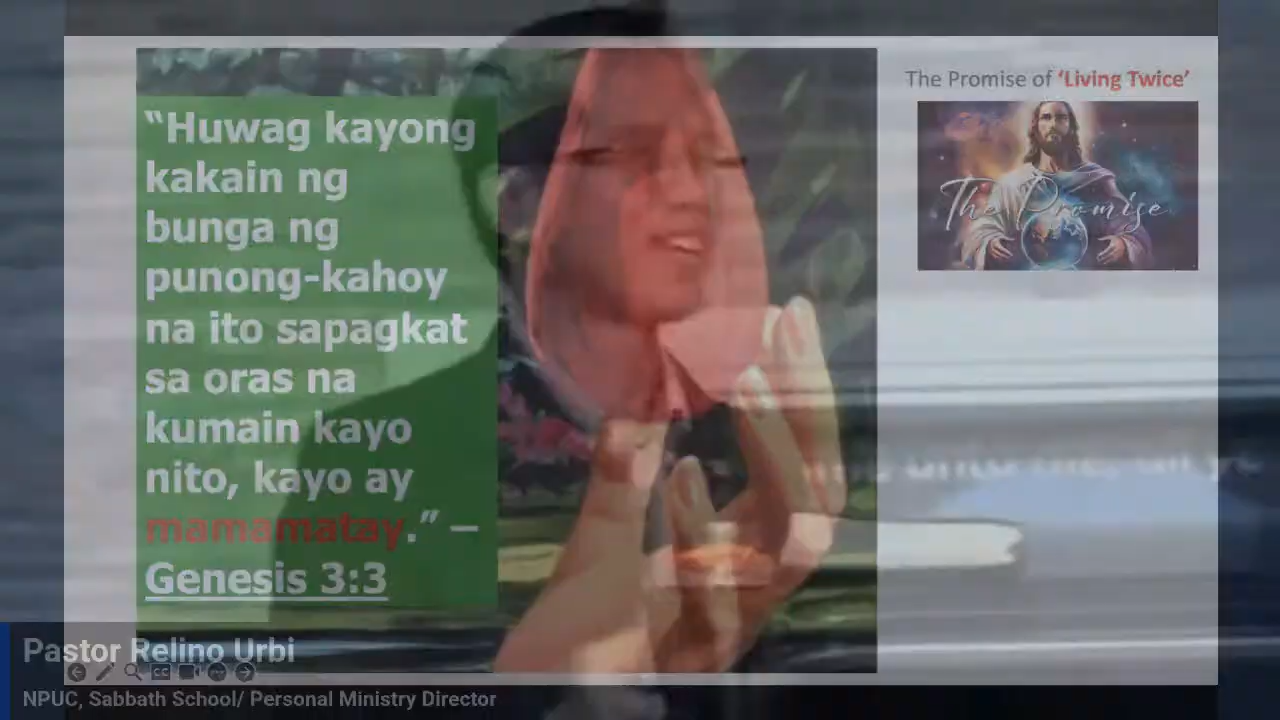 “Huwag kayong
kakain ng
bunga ng
punong-kahoy
na ito sapagkat
sa oras na
kumain kayo
nito, kayo ay
mamamatay.” –
Genesis 3:3
The Promise of ‘Living Twice’
The Promise
Pastor Relino Urbi
NPUC, Sabbath School/ Personal Ministry Director